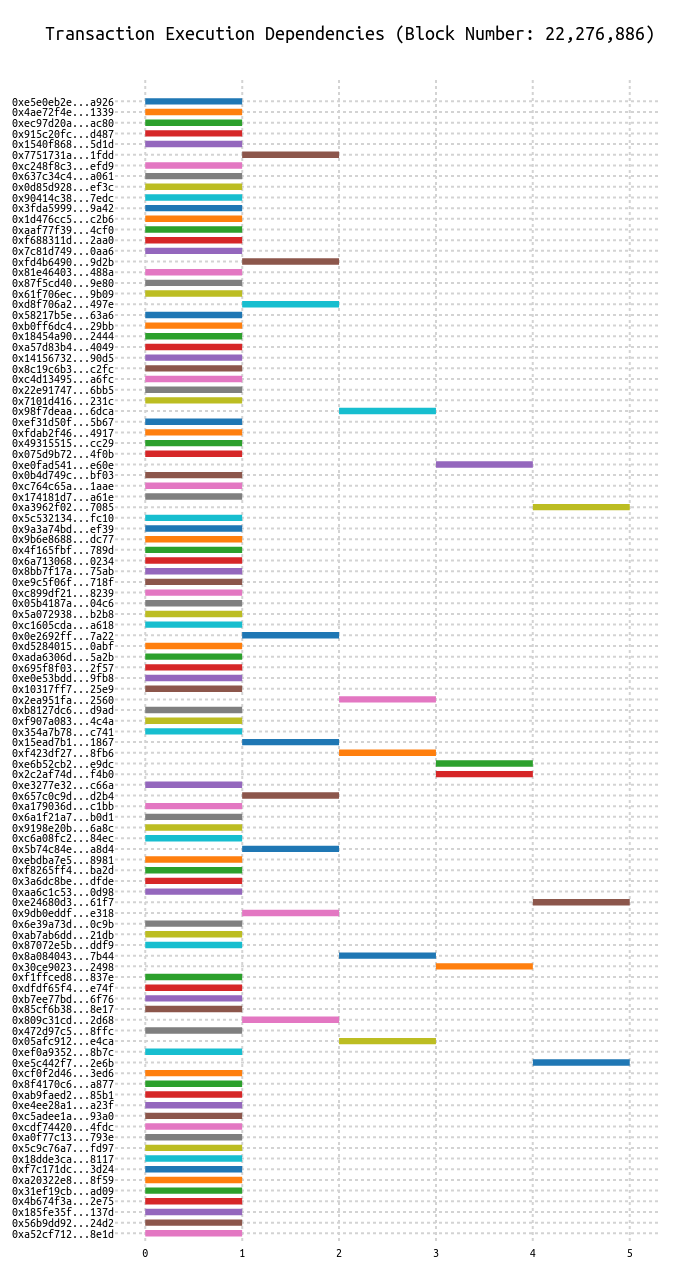 Transaction Execution Dependencies (Block Number: 22,276,886)
0xe5e0eb2e...a926
0x4ae72f4e...1339
0xec97d20a...ac80
0x915c20fc...d487
0x1540f868...5d1d
0x7751731a...1fdd
0xc248f8c3...efd9
0x637c34c4...a061
0x0d85d928...ef3c
0x90414c38...7edc
0x3fda5999...9a42
0x1d476cc5...c2b6
0xaaf77f39...4cf0
0xf688311d...2aa0
0x7c81d749...0aa6
0xfd4b6490...9d2b
0x81e46403...488a
0x87f5cd40...9e80
0x61f706ec...9b09
0xd8f706a2...497e
0x58217b5e...63a6
0xb0ff6dc4...29bb
0x18454a90...2444
0xa57d83b4...4049
0x14156732...90d5
0x8c19c6b3...c2fc
0xc4d13495...a6fc
0x22e91747...6bb5
0x7101d416...231c
0x98f7deaa...6dca
0xef31d50f...5b67
0xfdab2f46...4917
0x49315515...cc29
0x075d9b72...4f0b
0xe0fad541...e60e
0x0b4d749c...bf03
0xc764c65a...1aae
0x174181d7...a61e
0xa3962f02...7085
0x5c532134...fc10
0x9a3a74bd...ef39
0x9b6e8688...dc77
0x4f165fbf...789d
0x6a713068...0234
0x8bb7f17a...75ab
0xe9c5f06f...718f
0xc899df21...8239
0x05b4187a...04c6
0x5a072938...b2b8
0xc1605cda...a618
0x0e2692ff...7a22
0xd5284015...0abf
0xada6306d...5a2b
0x695f8f03...2f57
0xe0e53bdd...9fb8
0x10317ff7...25e9
0x2ea951fa...2560
0xb8127dc6...d9ad
0xf907a083...4c4a
0x354a7b78...c741
0x15ead7b1...1867
0xf423df27...8fb6
0xe6b52cb2...e9dc
0x2c2af74d...f4b0
0xe3277e32...c66a
0x657c0c9d...d2b4
0xa179036d...c1bb
0x6a1f21a7...b0d1
0x9198e20b...6a8c
0xc6a08fc2...84ec
0x5b74c84e...a8d4
0xebdba7e5...8981
0xf8265ff4...ba2d
0x3a6dc8be...dfde
0xaa6c1c53...0d98
0xe24680d3...61f7
0x9db0eddf...e318
0x6e39a73d...0c9b
0xab7ab6dd...21db
0x87072e5b...ddf9
0x8a084043...7b44
0x30ce9023...2498
0xf1ffced8...837e
0xdfdf65f4...e74f
0xb7ee77bd...6f76
0x85cf6b38...8e17
0x809c31cd...2d68
0x472d97c5...8ffc
0x05afc912...e4ca
0xef0a9352...8b7c
0xe5c442f7...2e6b
0xcf0f2d46...3ed6
0x8f4170c6...a877
0xab9faed2...85b1
0xe4ee28a1...a23f
0xc5adee1a...93a0
0xcdf74420...4fdc
0xa0f77c13...793e
0x5c9c76a7...fd97
0x18dde3ca...8117
0xf7c171dc...3d24
0xa20322e8...8f59
0x31ef19cb...ad09
0x4b674f3a...2e75
0x185fe35f...137d
0x56b9dd92...24d2
0xa52cf712...8e1d
0 1 2 3 4 5